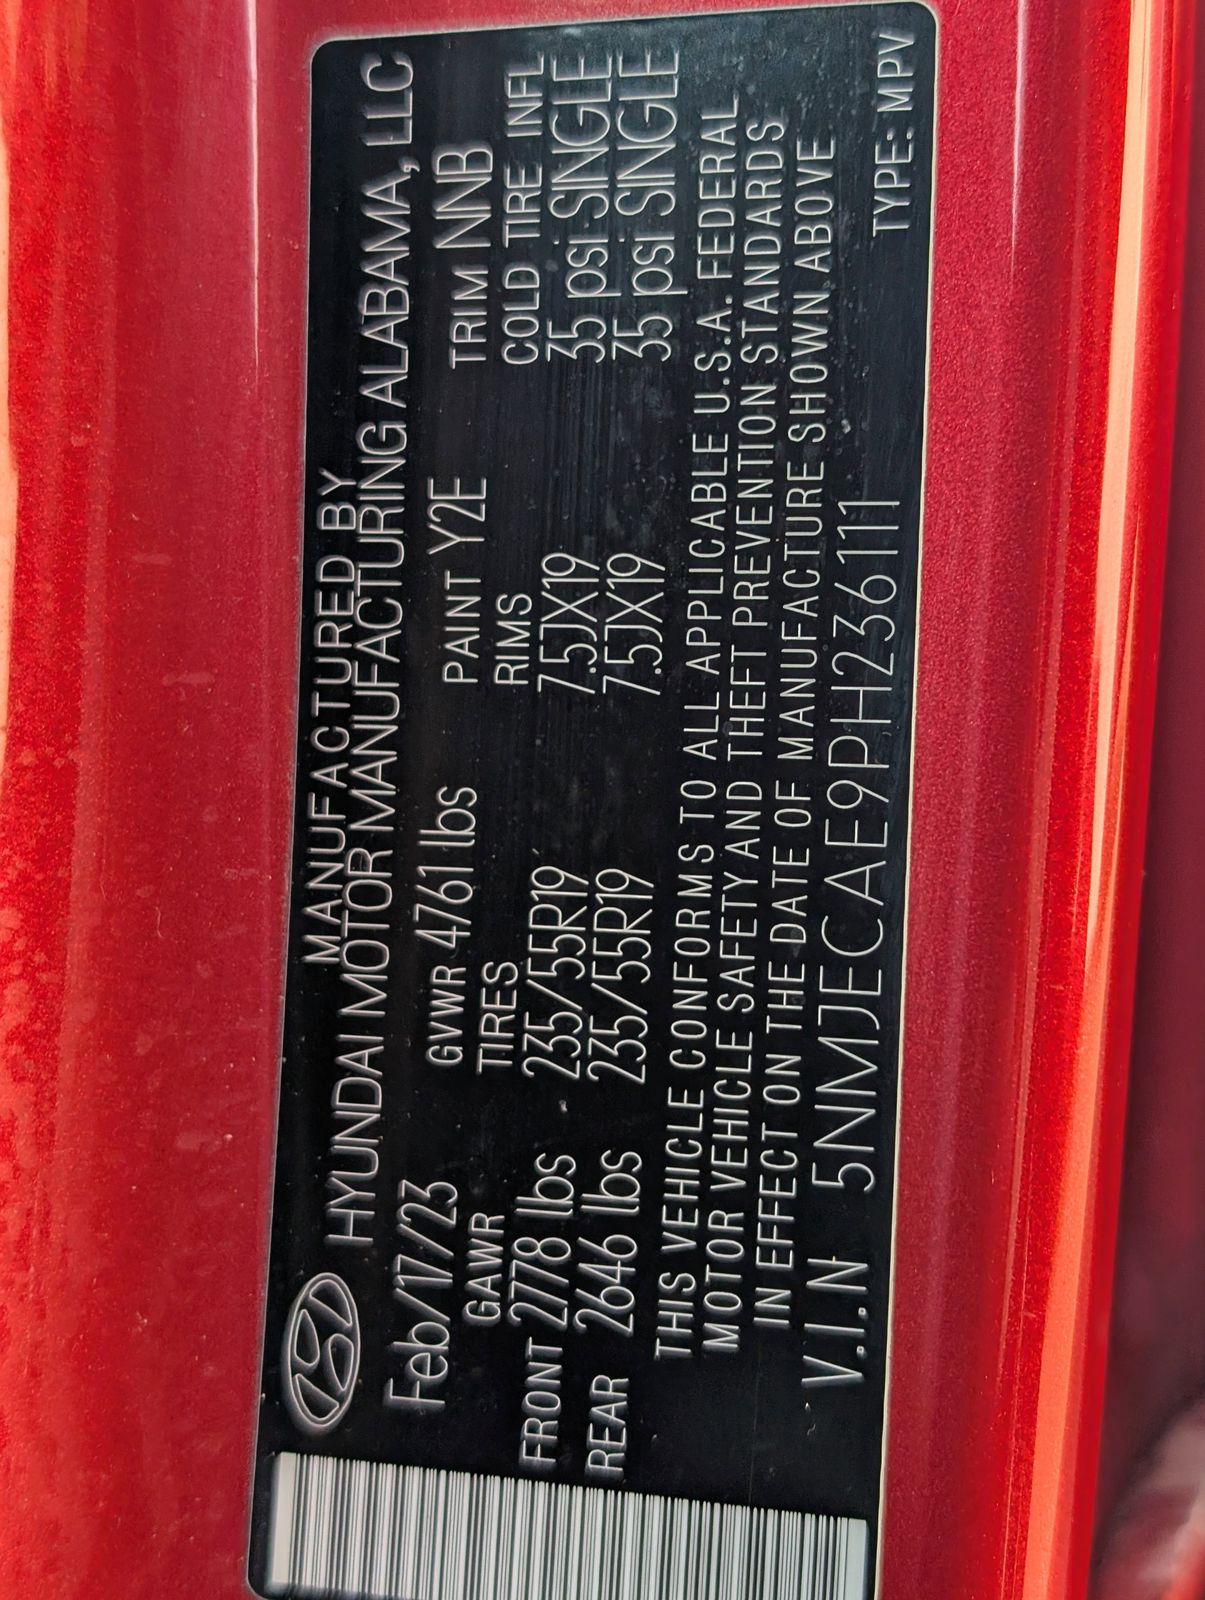 MANUFACTURED BY
HYUNDAI MOTOR MANUFACTURING ALABAMA, LLC
Feb/17/23 GVWR 4761 lbs PAINT Y2E TRIM NNB
GAWR TIRES RIMS COLD TIRE INFL
FRONT 2778 lbs 235/55R19 7.5JX19 35 psi SINGLE
REAR 2646 lbs 235/55R19 7.5JX19 35 psi SINGLE
THIS VEHICLE CONFORMS TO ALL APPLICABLE U.S.A. FEDERAL
MOTOR VEHICLE SAFETY AND THEFT PREVENTION STANDARDS
IN EFFECT ON THE DATE OF MANUFACTURE SHOWN ABOVE
V.I.N 5NMJECAE9PH236111 TYPE: MPV